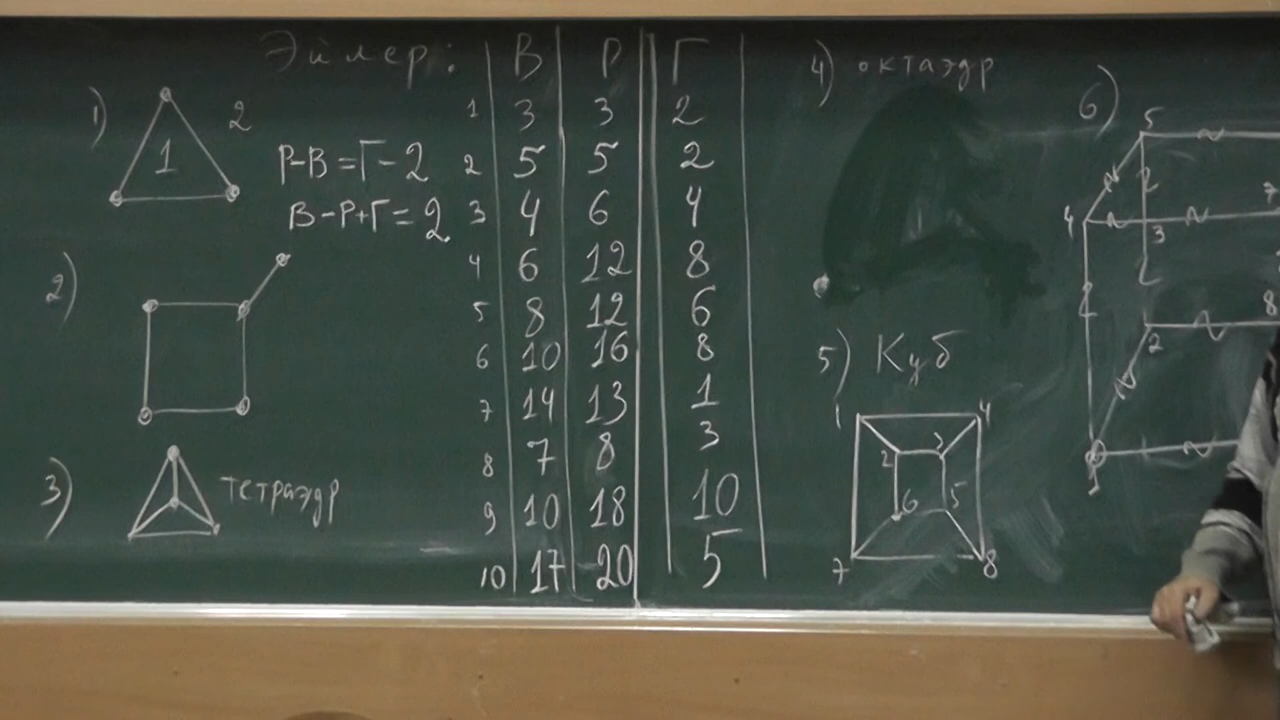 Эйлер: В Р Г
1 3 3 2
2 5 5 2
3 4 6 4
4 6 12 8
5 8 12 6
6 10 16 8
7 14 13 1
8 7 8 3
9 10 18 10
10 17 20 5
1)
1 2
Р-В=Г-2
В-Р+Г=2
2)
3) тетраэдр
4) октаэдр
5) Куб
1 4
2 3
6 5
7 8
6)
5
4 3 7
2 8
1